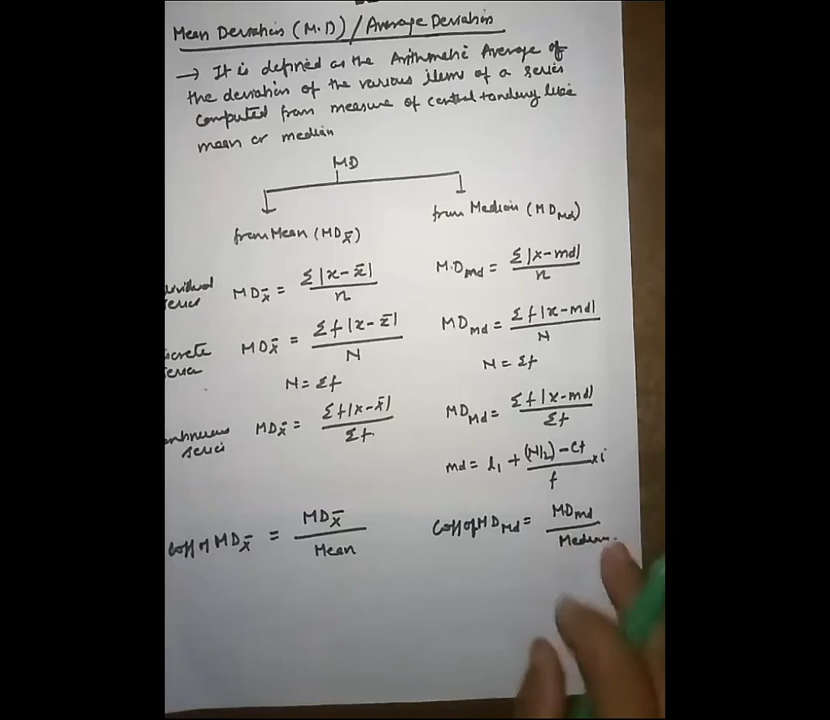 Mean Deviation (M.D) / Average Deviation
→ It is defined as the Arithmetic Average of
the deviation of the various items of a series
computed from measure of central tendency like
mean or median
MD
from Mean (MD x̄)
from Median (MD Md)
MD x̄ = Σ|x-x̄| / n
M.D md = Σ|x-md| / n
MD x̄ = Σf|x-x̄| / N
MD md = Σf|x-md| / N
N = Σf
N = Σf
continuous series
MD x̄ = Σf|x-x̄| / Σf
MD Md = Σf|x-md| / Σf
md = l₁ + (N/2) - Cf / f × i
Coff of MD x̄ = MD x̄ / Mean
Coff of MD Md = MD md / Median